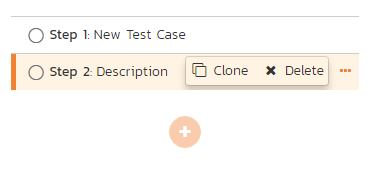 Step 1: New Test Case
Step 2: Description Clone Delete